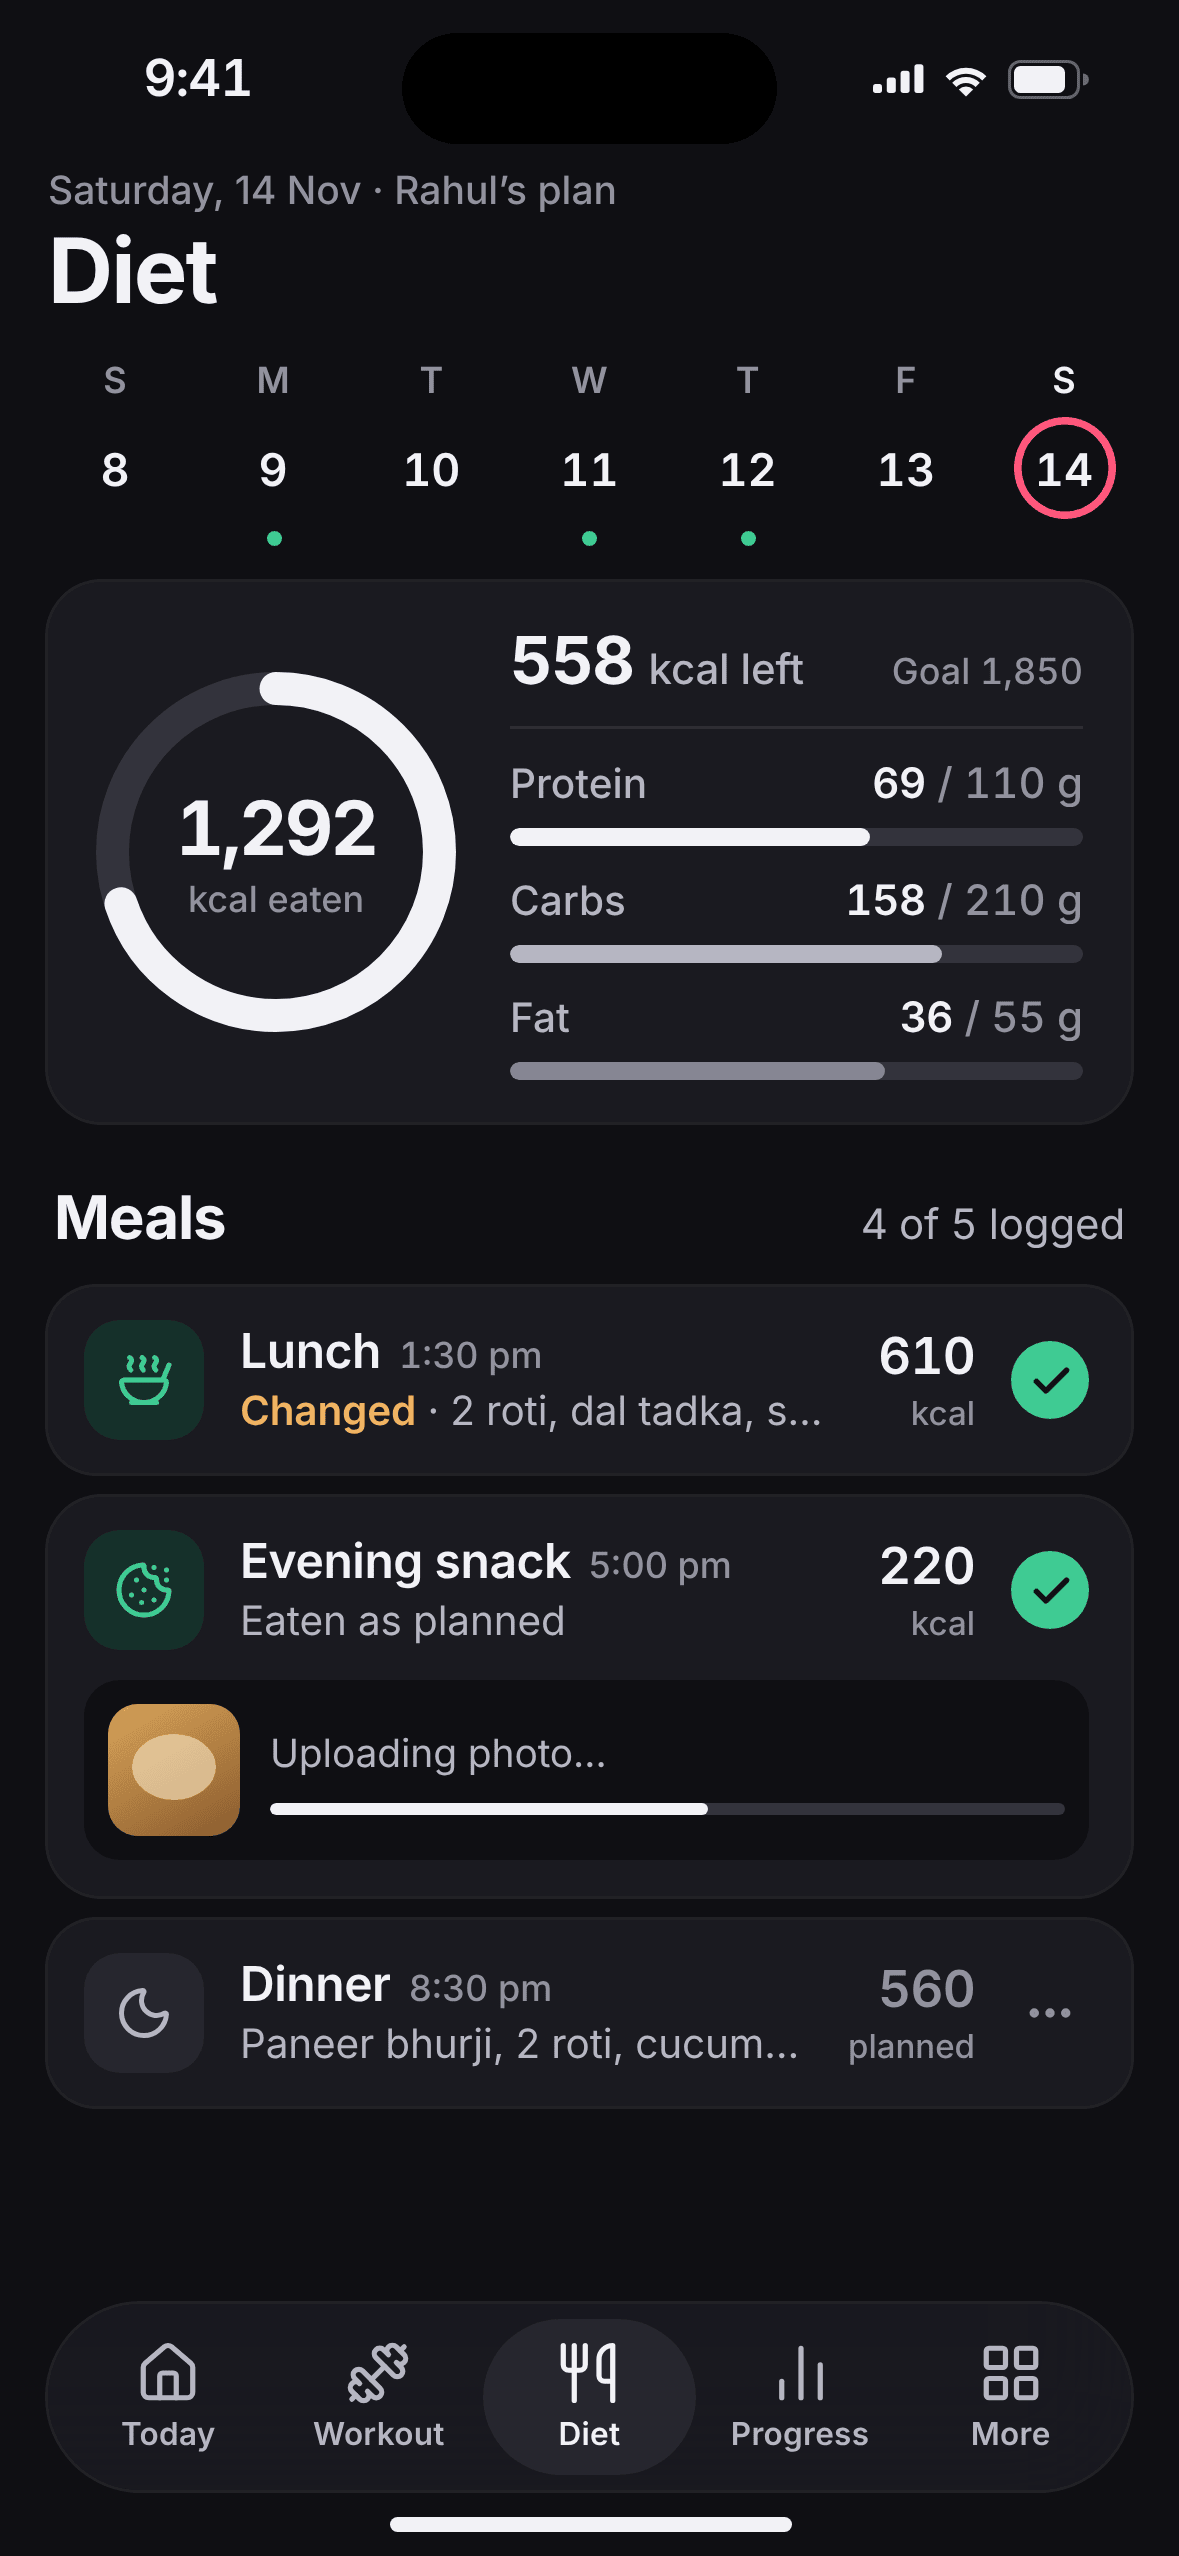 9:41
Saturday, 14 Nov · Rahul’s plan
Diet
S M T W T F S
8 9 10 11 12 13 14
558 kcal left Goal 1,850
1,292
kcal eaten
Protein 69 / 110 g
Carbs 158 / 210 g
Fat 36 / 55 g
Meals 4 of 5 logged
Lunch 1:30 pm 610
Changed · 2 roti, dal tadka, s... kcal
Evening snack 5:00 pm 220
Eaten as planned kcal
Uploading photo...
Dinner 8:30 pm 560
Paneer bhurji, 2 roti, cucum... planned
Today Workout Diet Progress More